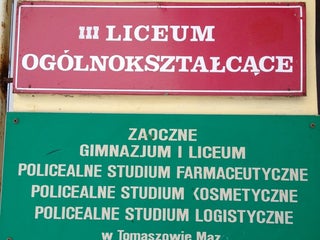 III LICEUM
OGÓLNOKSZTAŁCĄCE
ZAOCZNE
GIMNAZJUM I LICEUM
POLICEALNE STUDIUM FARMACEUTYCZNE
POLICEALNE STUDIUM KOSMETYCZNE
POLICEALNE STUDIUM LOGISTYCZNE
w Tomaszowie Maz.